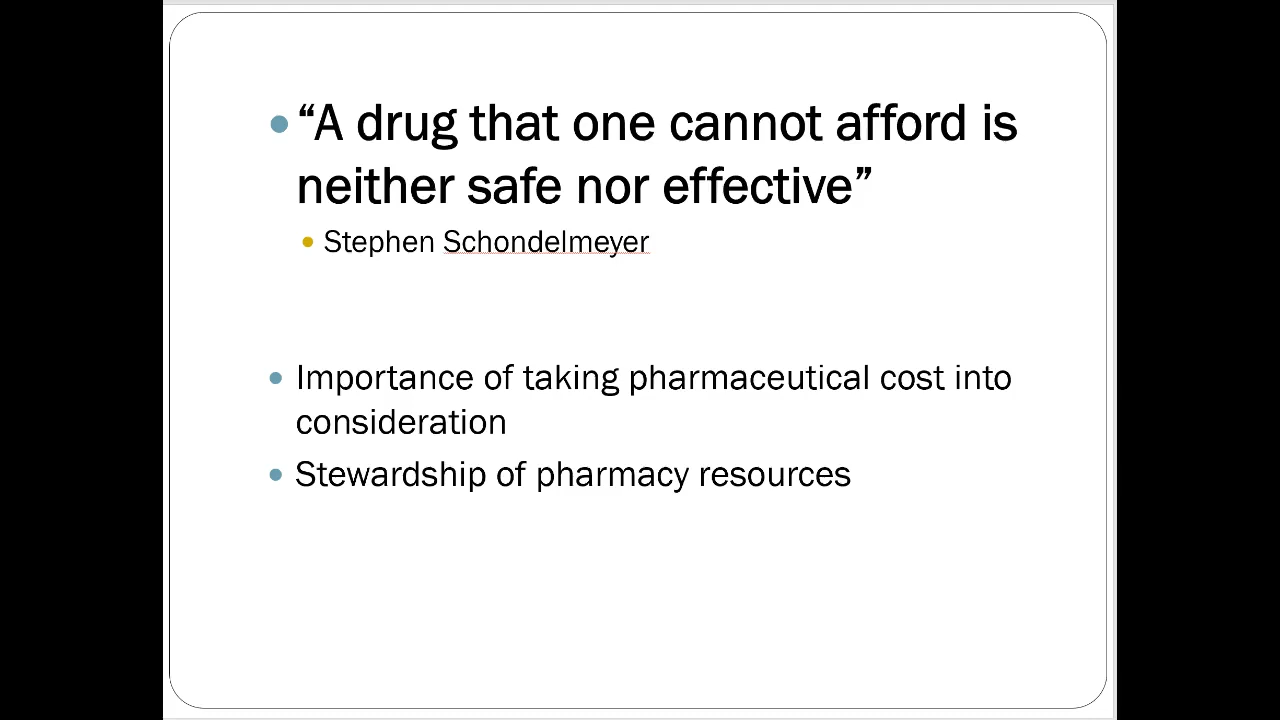 “A drug that one cannot afford is
neither safe nor effective”
Stephen Schondelmeyer
Importance of taking pharmaceutical cost into
consideration
Stewardship of pharmacy resources